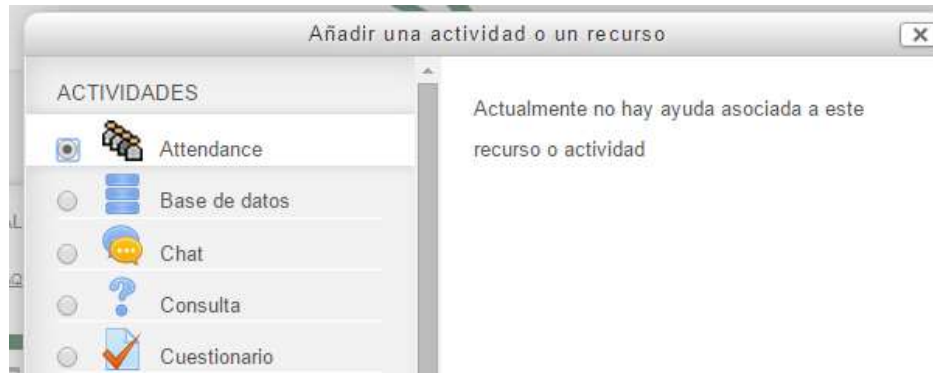 Añadir una actividad o un recurso
ACTIVIDADES
Attendance
Base de datos
Chat
Consulta
Cuestionario
Actualmente no hay ayuda asociada a este
recurso o actividad